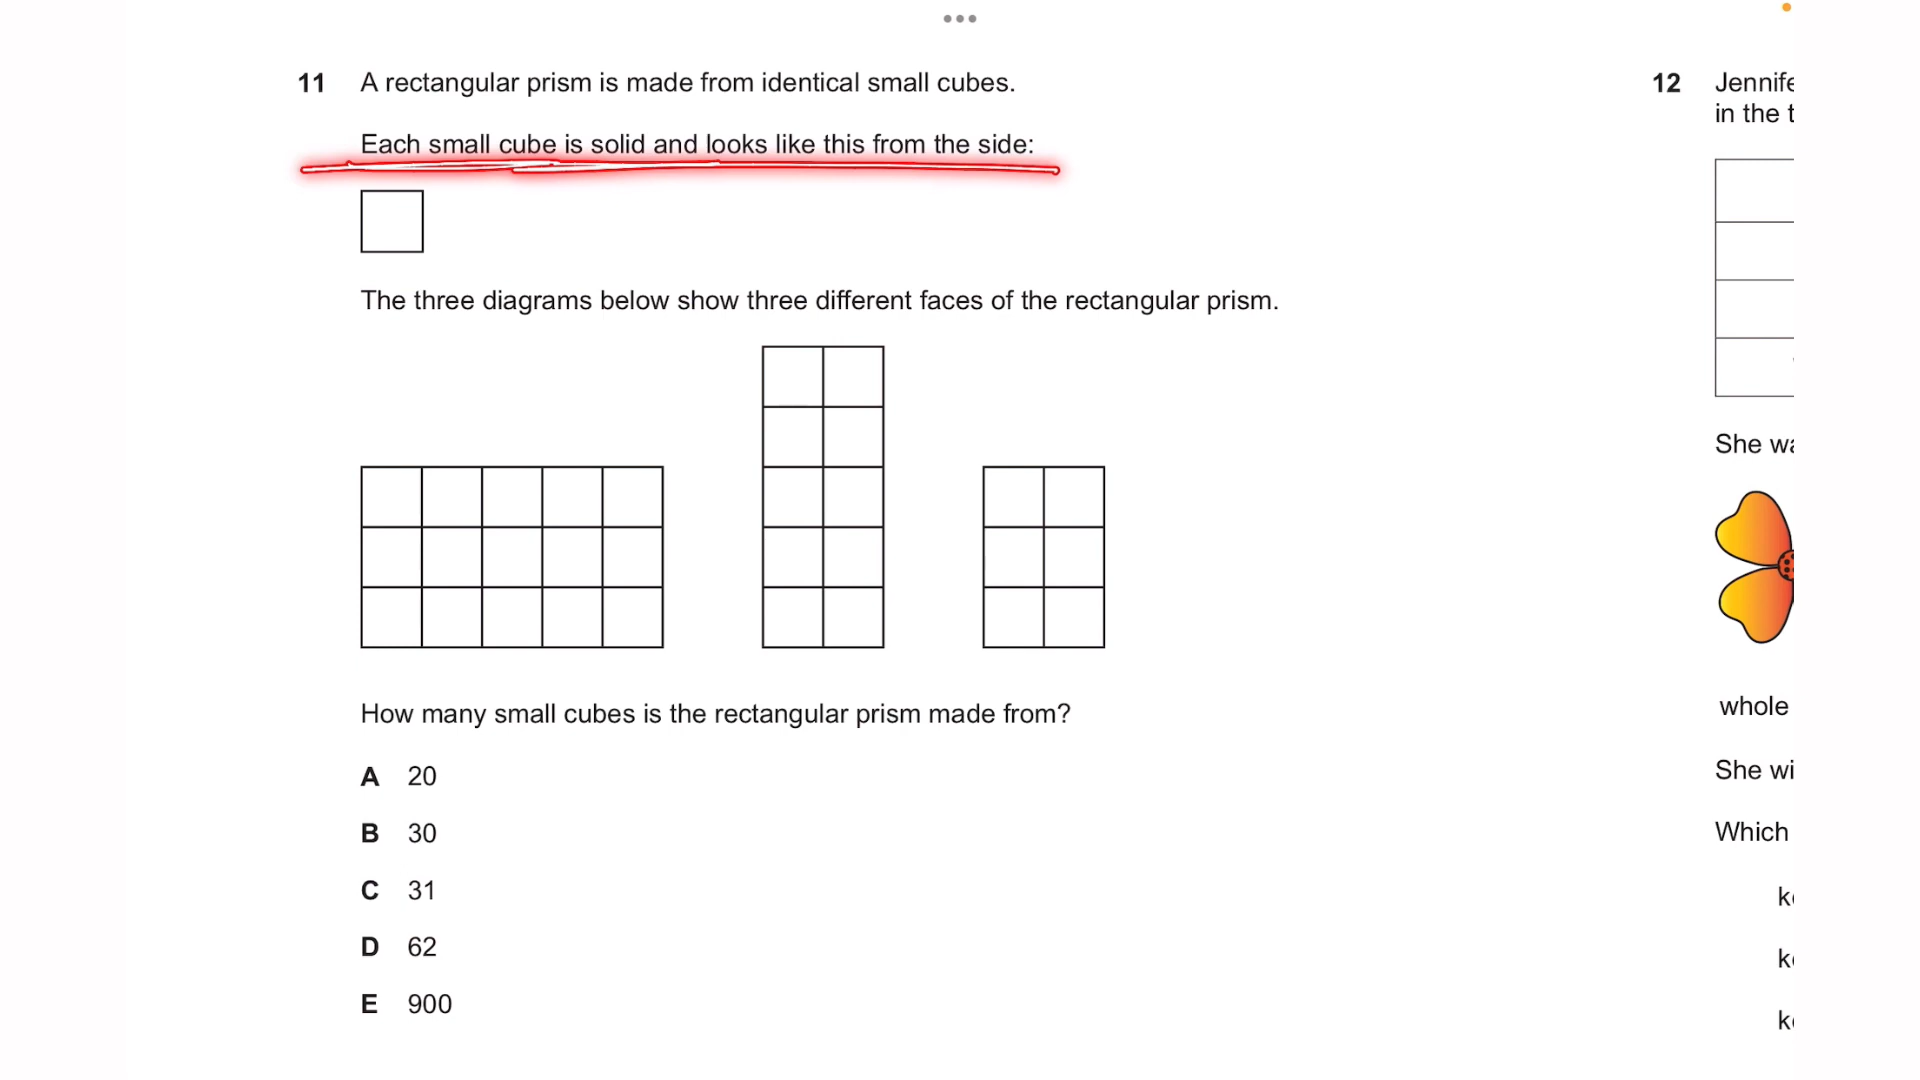 11 A rectangular prism is made from identical small cubes.
Each small cube is solid and looks like this from the side:
The three diagrams below show three different faces of the rectangular prism.
How many small cubes is the rectangular prism made from?
A 20
B 30
C 31
D 62
E 900
12
in the
She
whole
She
Which